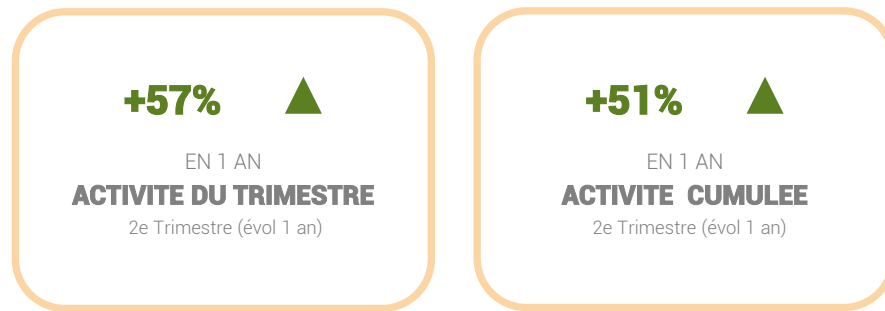 +57%
EN 1 AN
ACTIVITE DU TRIMESTRE
2e Trimestre (évol 1 an)
+51%
EN 1 AN
ACTIVITE  CUMULEE
2e Trimestre (évol 1 an)